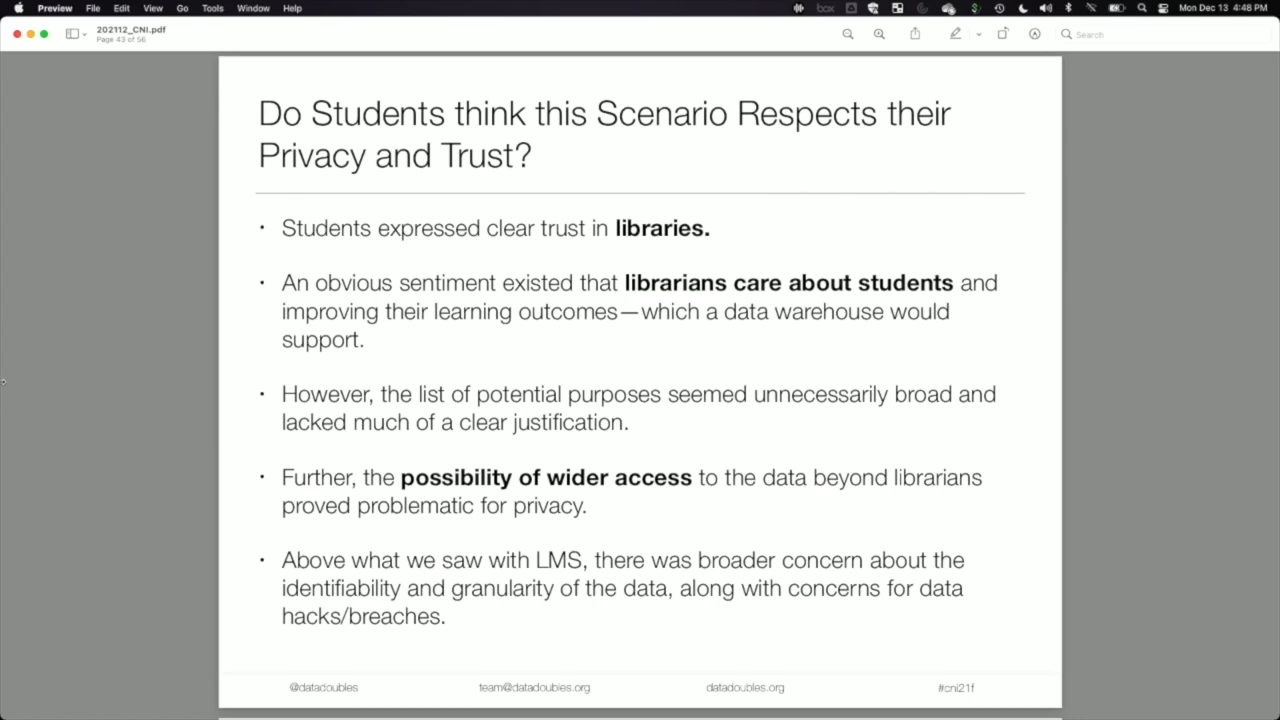 Preview File Edit View Go Tools Window Help box Mon Dec 13 4:48 PM
202112_CNI.pdf
Page 43 of 56
Search
Do Students think this Scenario Respects their
Privacy and Trust?
• Students expressed clear trust in libraries.
• An obvious sentiment existed that librarians care about students and
improving their learning outcomes—which a data warehouse would
support.
• However, the list of potential purposes seemed unnecessarily broad and
lacked much of a clear justification.
• Further, the possibility of wider access to the data beyond librarians
proved problematic for privacy.
• Above what we saw with LMS, there was broader concern about the
identifiability and granularity of the data, along with concerns for data
hacks/breaches.
@datadoubles team@datadoubles.org datadoubles.org #cni21f